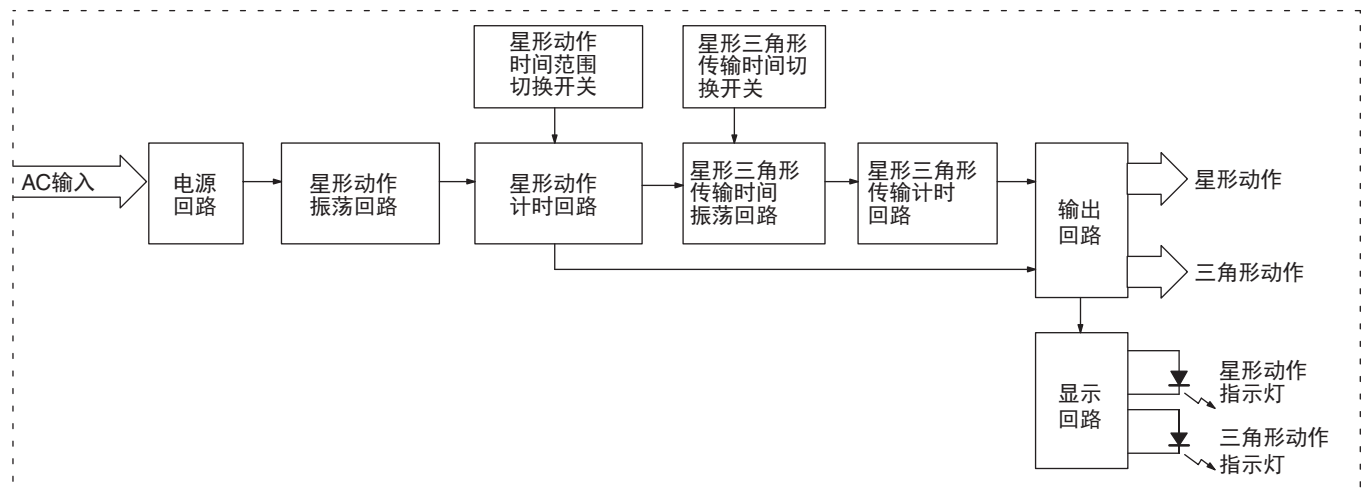 星形动作
时间范围
切换开关
星形三角形
传输时间切
换开关
AC输入
电源
回路
星形动作
振荡回路
星形动作
计时回路
星形三角形
传输时间
振荡回路
星形三角形
传输计时
回路
输出
回路
星形动作
三角形动作
显示
回路
星形动作
指示灯
三角形动作
指示灯